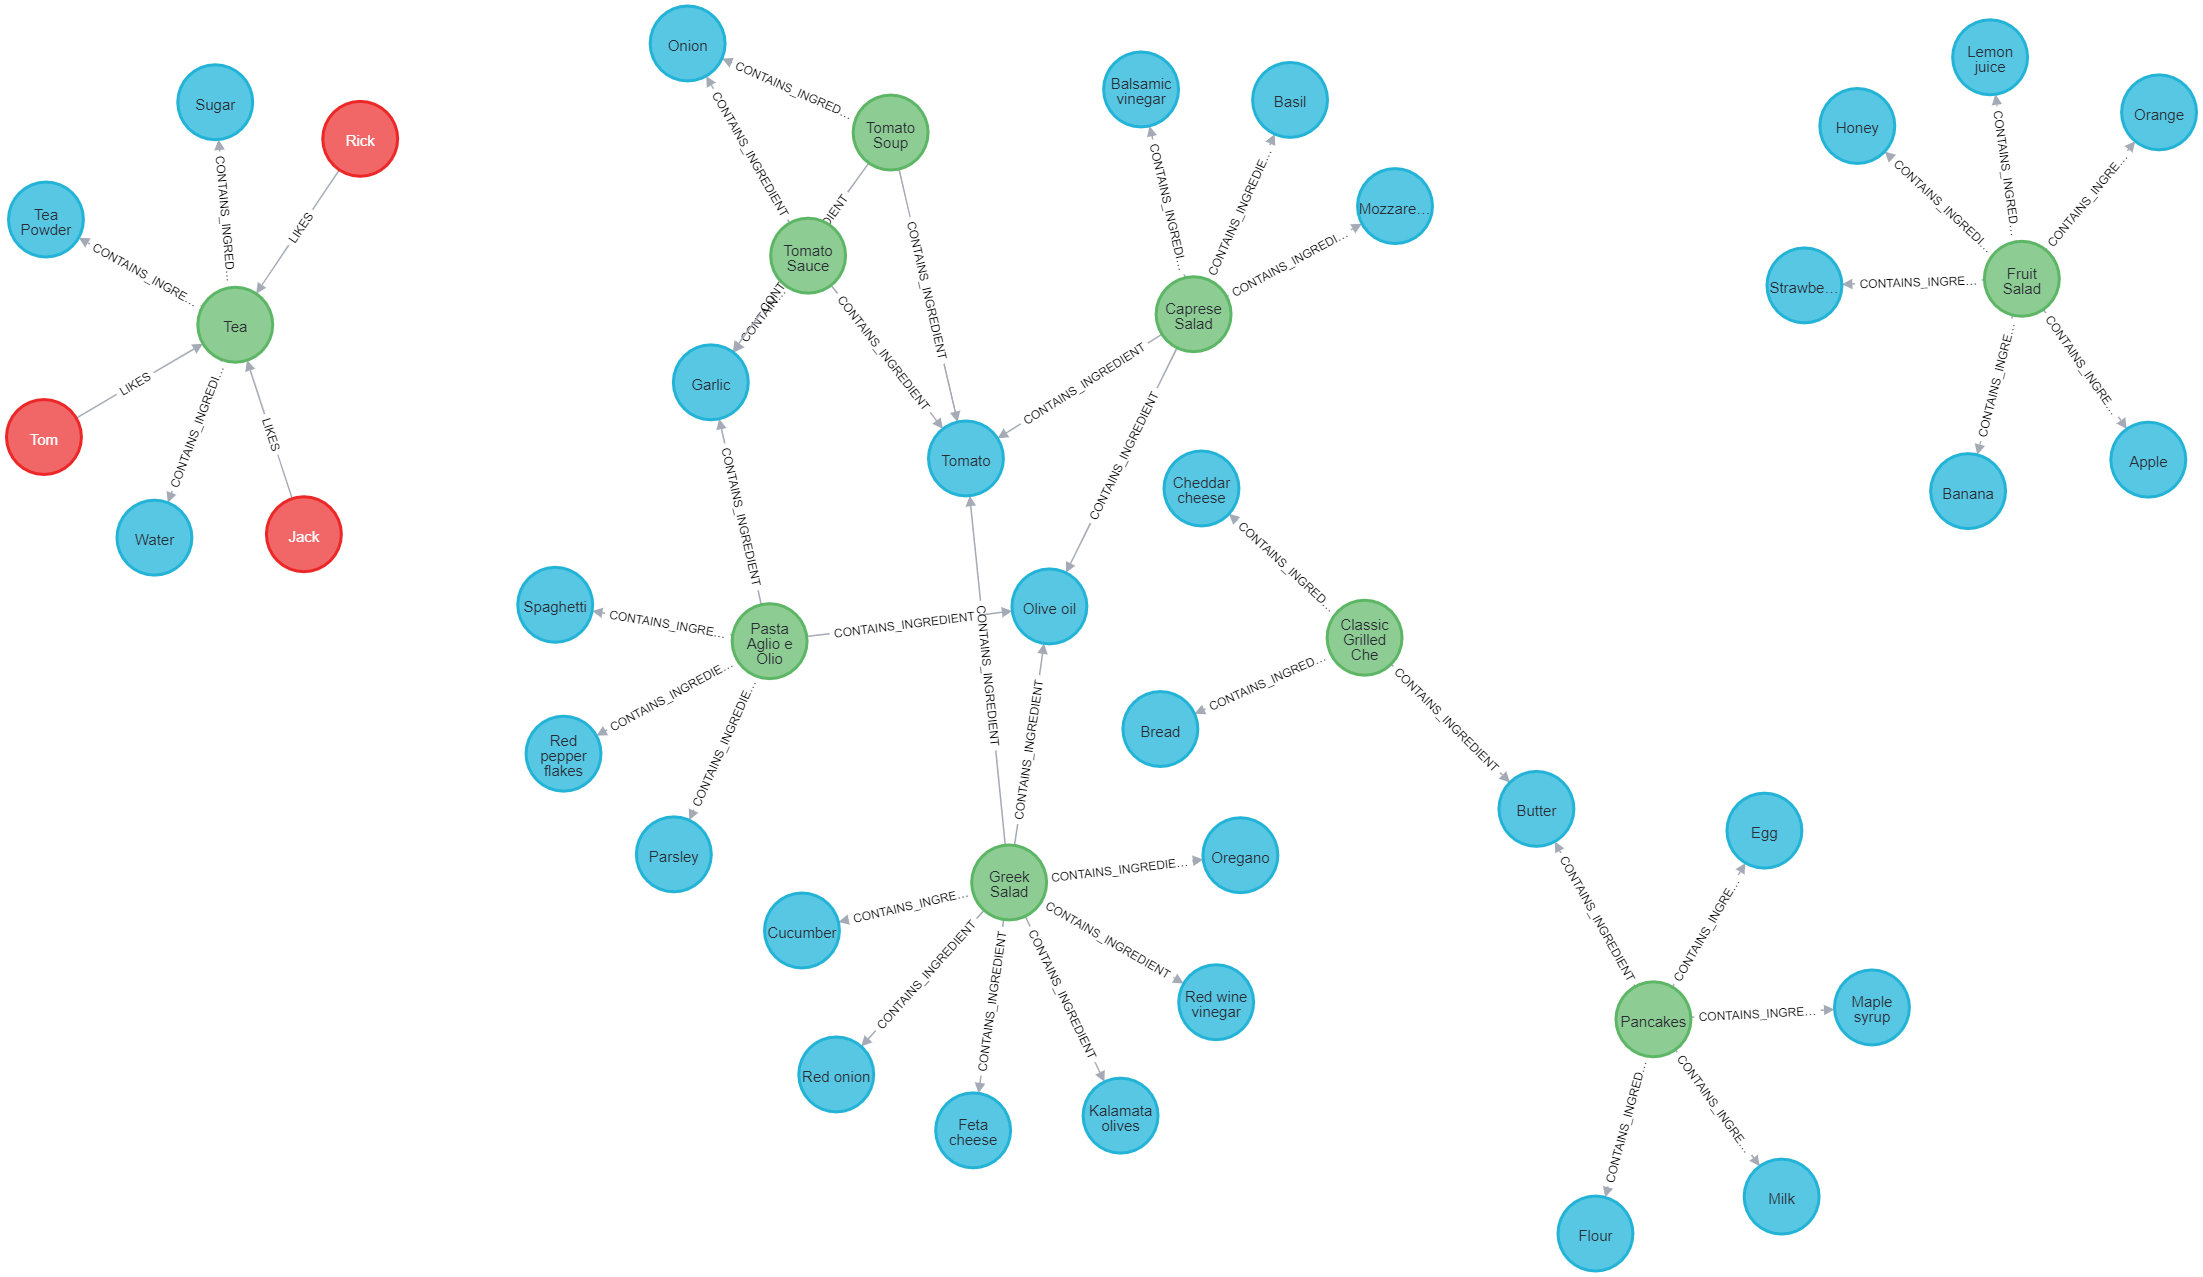 Sugar
Rick
Tea
Powder
Tea
Tom
Water
Jack
LIKES
LIKES
LIKES
CONTAINS_INGRED…
CONTAINS_INGRE…
CONTAINS_INGREDI…
Onion
Tomato
Soup
Tomato
Sauce
Garlic
Tomato
CONTAINS_INGRED…
CONTAINS_INGREDIENT
DIENT
CONT
CONTAIN…
CONTAINS_INGREDIENT
CONTAINS_INGREDIENT
Balsamic
vinegar
Basil
Mozzare…
Caprese
Salad
CONTAINS_INGREDI…
CONTAINS_INGREDIE…
CONTAINS_INGREDI…
CONTAINS_INGREDIENT
CONTAINS_INGREDIENT
Spaghetti
Pasta
Aglio e
Olio
Olive oil
Red
pepper
flakes
Parsley
CONTAINS_INGREDIENT
CONTAINS_INGRE…
CONTAINS_INGREDIENT
CONTAINS_INGREDIE…
CONTAINS_INGREDIE…
CONTAINS_INGREDIENT
CONTAINS_INGREDIENT
Greek
Salad
Oregano
Cucumber
Red wine
vinegar
Red onion
Feta
cheese
Kalamata
olives
CONTAINS_INGREDIE…
CONTAINS_INGRE…
CONTAINS_INGREDIENT
CONTAINS_INGREDIENT
CONTAINS_INGREDIENT
CONTAINS_INGREDIENT
Cheddar
cheese
Classic
Grilled
Che
Bread
Butter
CONTAINS_INGRED…
CONTAINS_INGRED…
CONTAINS_INGREDIENT
Egg
Pancakes
Maple
syrup
Milk
Flour
CONTAINS_INGREDIENT
CONTAINS_INGRE…
CONTAINS_INGRE…
CONTAINS_INGRE…
CONTAINS_INGRED…
Lemon
juice
Honey
Orange
Strawbe…
Fruit
Salad
Banana
Apple
CONTAINS_INGREDI…
CONTAINS_INGRED…
CONTAINS_INGRE…
CONTAINS_INGRE…
CONTAINS_INGRE…
CONTAINS_INGRE…